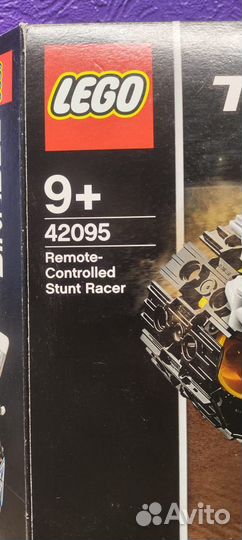 LEGO
9+
42095
Remote-
Controlled
Stunt Racer
Avito